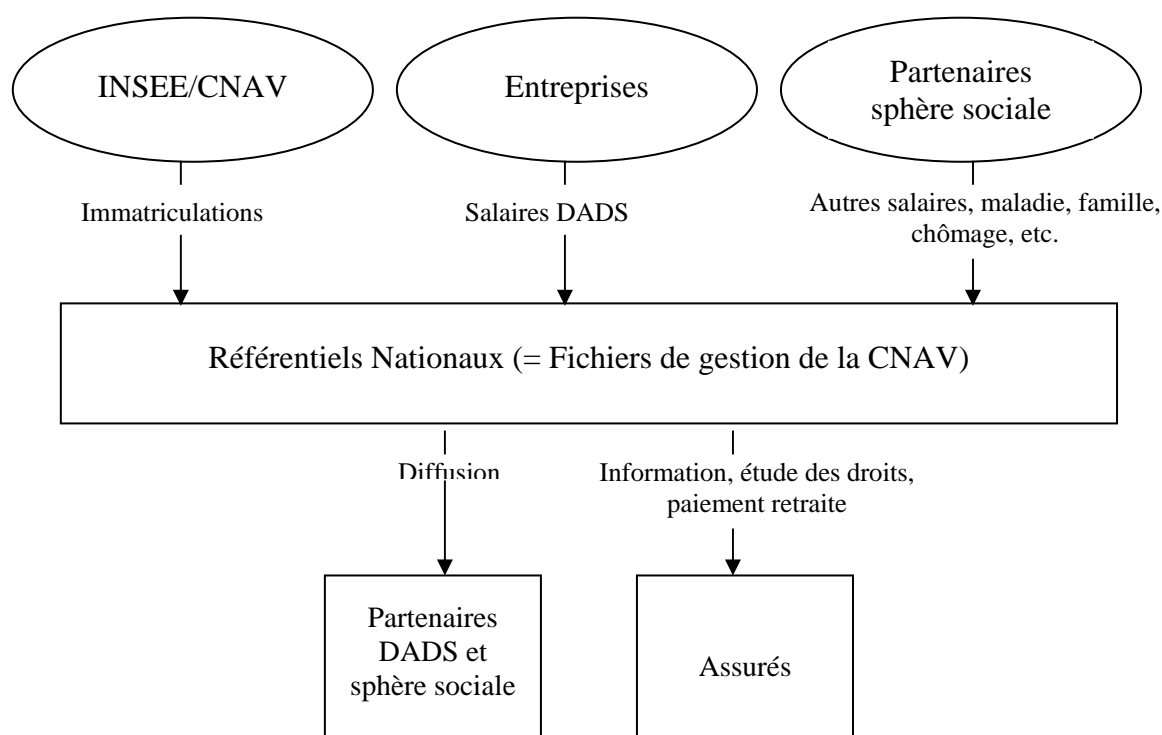 INSEE/CNAV
Entreprises
Partenaires
sphère sociale
Immatriculations
Salaires DADS
Autres salaires, maladie, famille,
chômage, etc.
Référentiels Nationaux (= Fichiers de gestion de la CNAV)
Diffusion
Information, étude des droits,
paiement retraite
Partenaires
DADS et
sphère sociale
Assurés